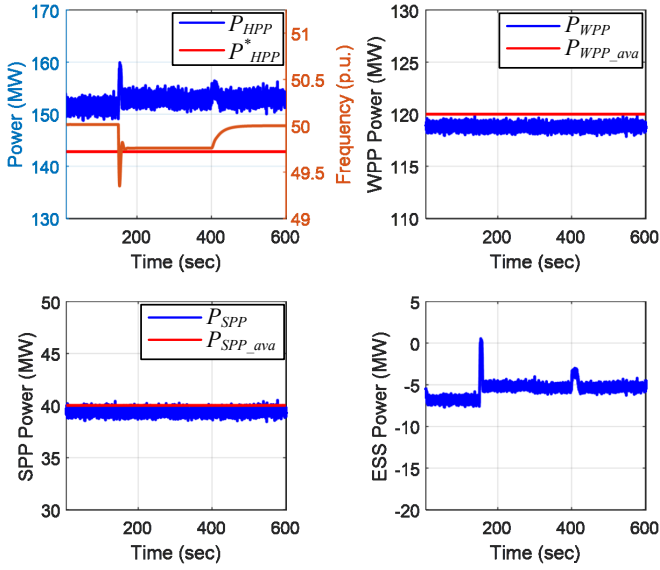 P_HPP
P*_HPP
160
150
142
130
Power (MW)
51
50.5
50
49.5
49
Frequency (p.u.)
200 400 600
Time (sec)
P_WPP
P_WPP_ava
130
125
120
115
110
WPP Power (MW)
200 400 600
Time (sec)
P_SPP
P_SPP_ava
50
45
40
35
30
SPP Power (MW)
200 400 600
Time (sec)
5
0
-5
-10
-15
-20
ESS Power (MW)
200 400 600
Time (sec)